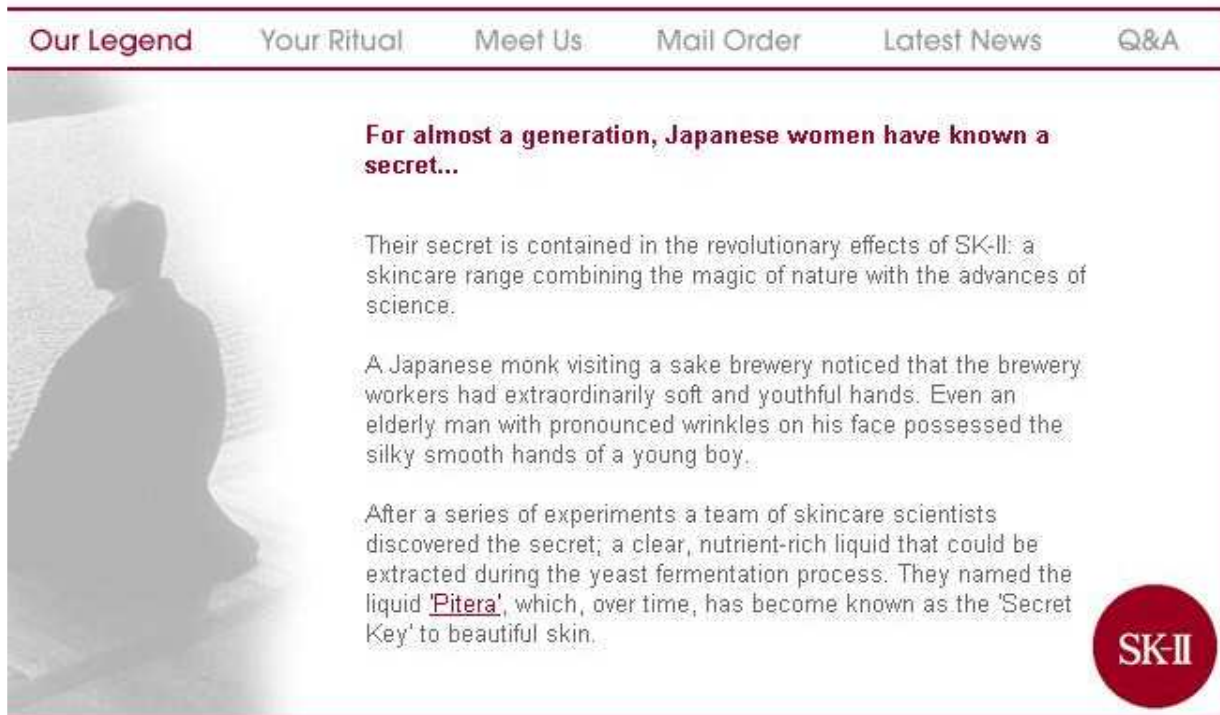 Our Legend Your Ritual Meet Us Mail Order Latest News Q&A
For almost a generation, Japanese women have known a
secret...
Their secret is contained in the revolutionary effects of SK-II: a
skincare range combining the magic of nature with the advances of
science.
A Japanese monk visiting a sake brewery noticed that the brewery
workers had extraordinarily soft and youthful hands. Even an
elderly man with pronounced wrinkles on his face possessed the
silky smooth hands of a young boy.
After a series of experiments a team of skincare scientists
discovered the secret; a clear, nutrient-rich liquid that could be
extracted during the yeast fermentation process. They named the
liquid 'Pitera', which, over time, has become known as the 'Secret
Key' to beautiful skin.
SK-II